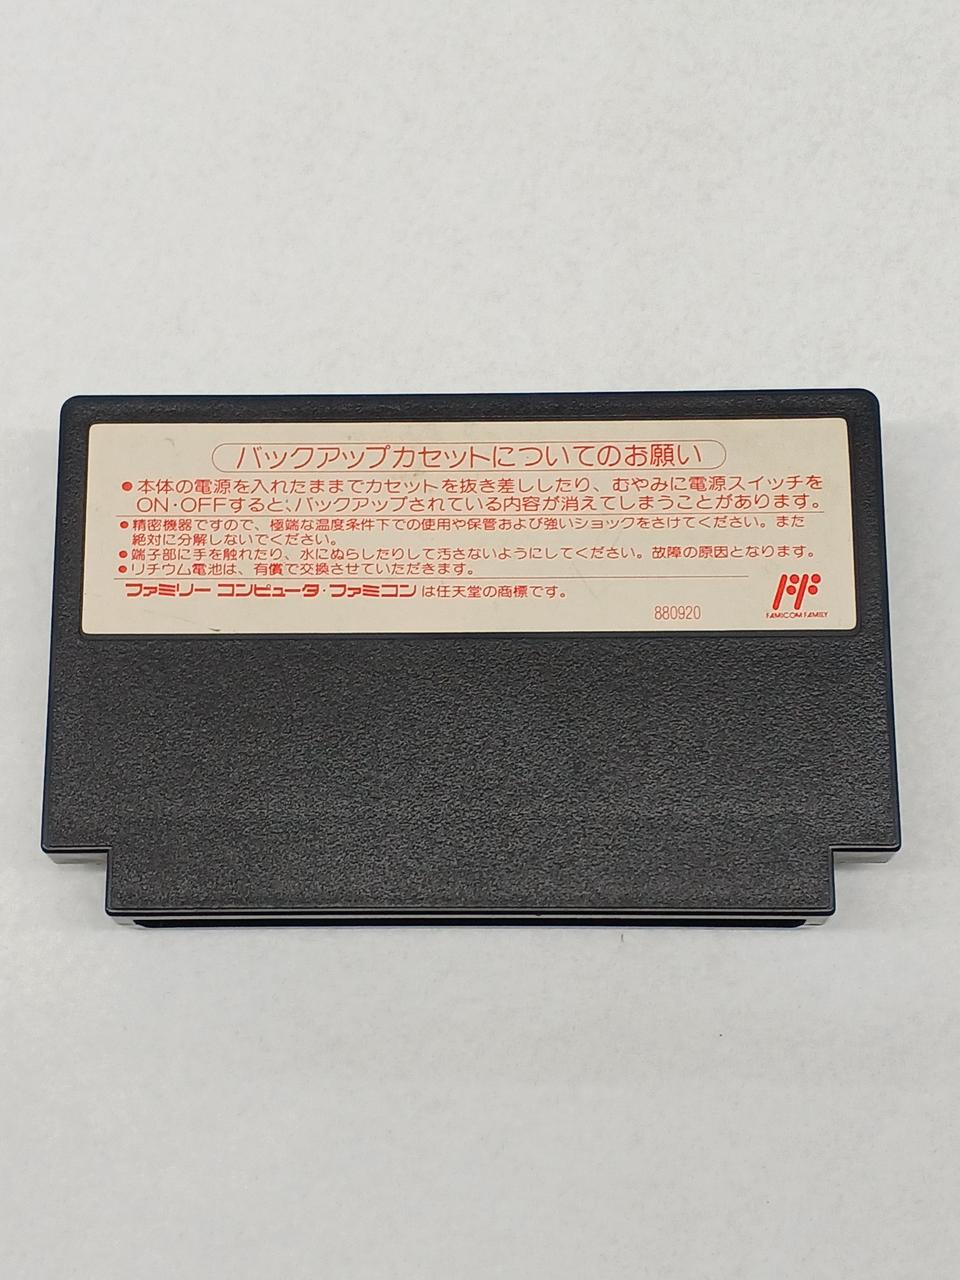 バックアップカセットについてのお願い
●本体の電源を入れたままでカセットを抜き差ししたり、むやみに電源スイッチを
ON・OFFすると、バックアップされている内容が消えてしまうことがあります。
●精密機器ですので、極端な温度条件下での使用や保管および強いショックをさけてください。また
絶対に分解しないでください。
●端子部に手を触れたり、水にぬらしたりして汚さないようにしてください。故障の原因となります。
●リチウム電池は、有償で交換させていただきます。
ファミリー コンピュータ・ファミコンは任天堂の商標です。
880920
FAMICOM FAMILY